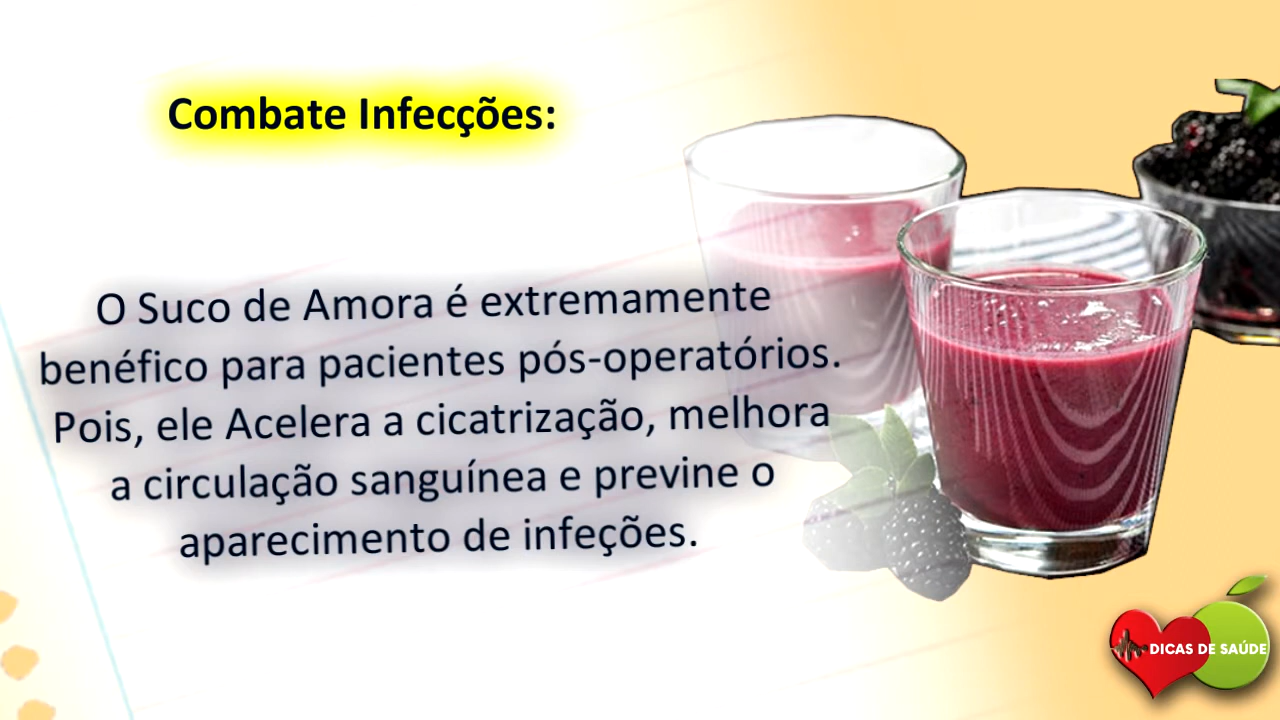 Combate Infecções:
O Suco de Amora é extremamente
benéfico para pacientes pós-operatórios.
Pois, ele Acelera a cicatrização, melhora
a circulação sanguínea e previne o
aparecimento de infeções.
DICAS DE SAÚDE